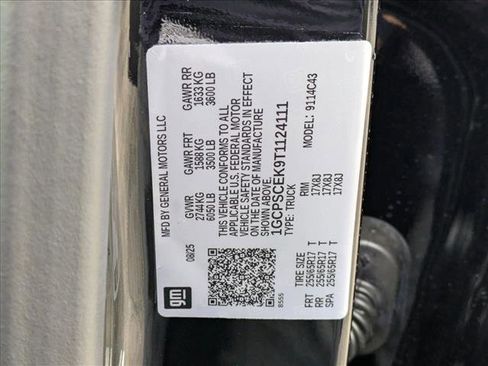 MFD BY GENERAL MOTORS LLC
08/25
GVWR GAWR FRT GAWR RR
2744KG 1588 KG 1633 KG
6050 LB 3500 LB 3600 LB
THIS VEHICLE CONFORMS TO ALL
APPLICABLE U.S. FEDERAL MOTOR
VEHICLE SAFETY STANDARDS IN EFFECT
ON THE DATE OF MANUFACTURE
SHOWN ABOVE.
1GCPSCEK9T1124111
TYPE: TRUCK MODEL: 9114C43
TIRE SIZE RIM
FRT 255/65R17 T 17X8J
RR 255/65R17 T 17X8J
SPA 255/65R17 T 17X8J
gm